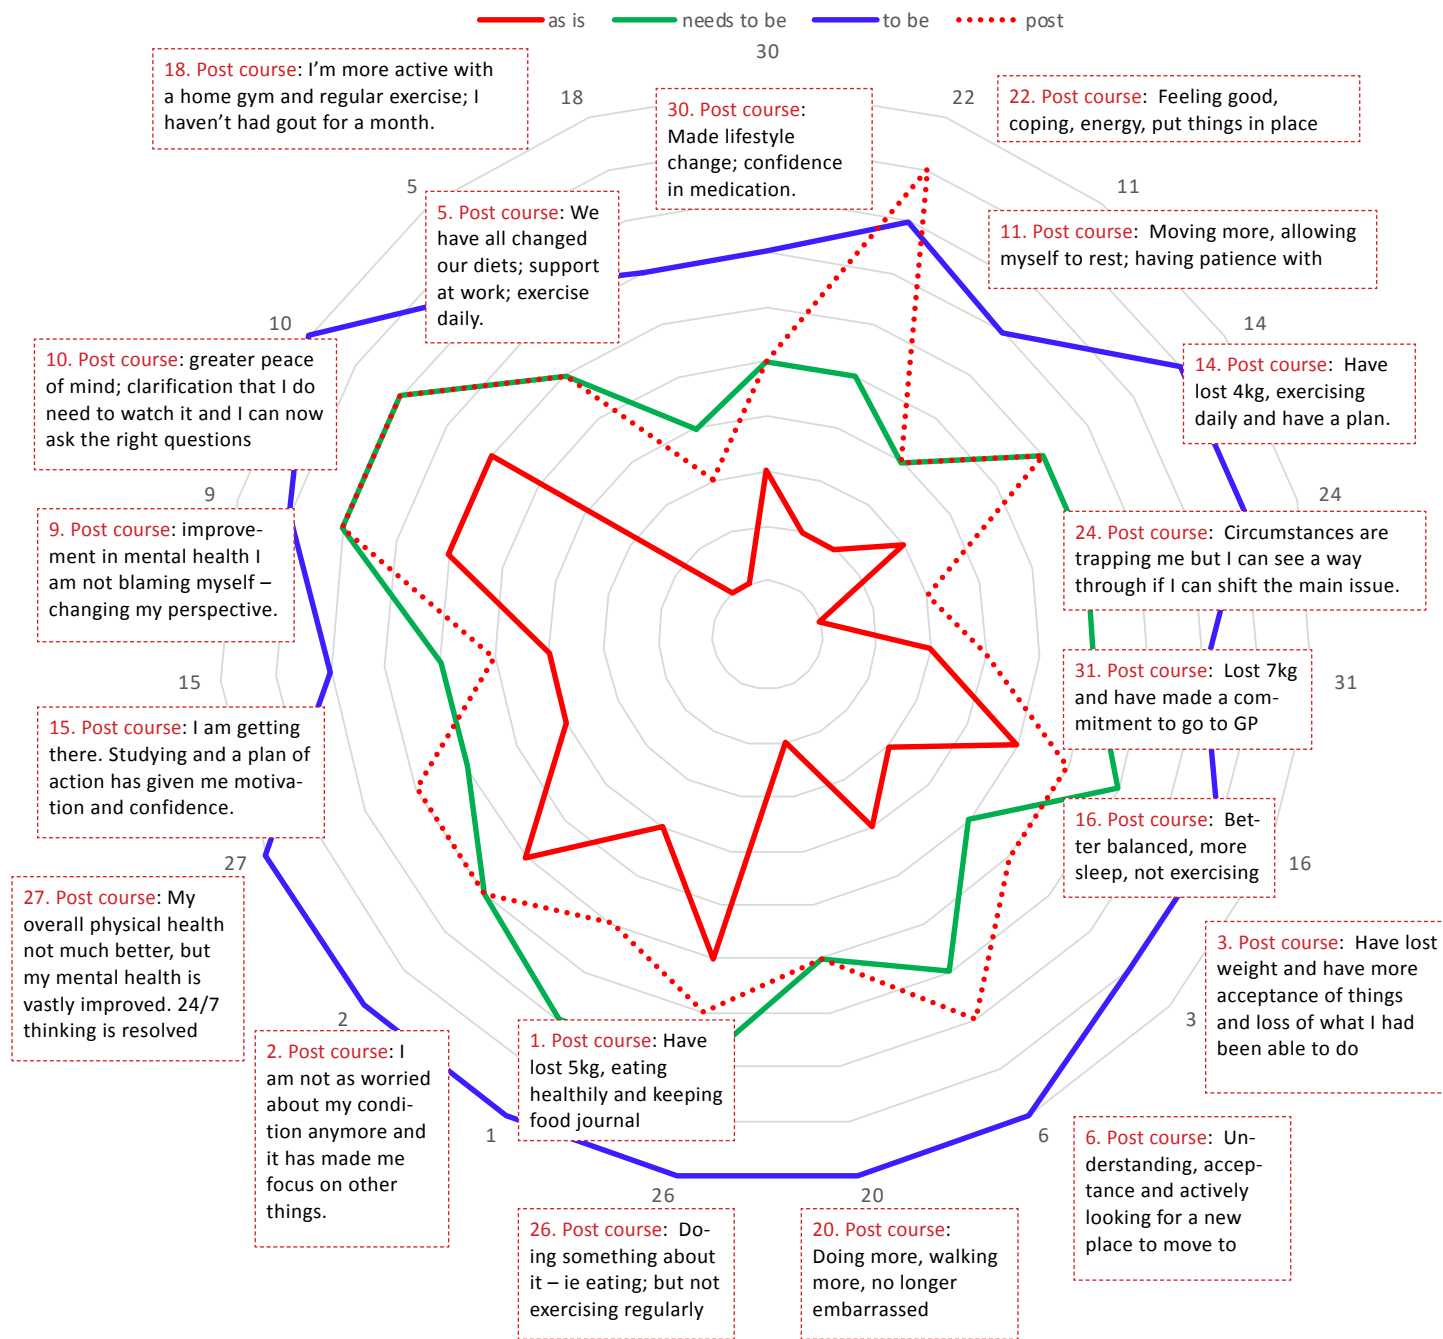 as is needs to be to be post
30
18. Post course: I’m more active with
a home gym and regular exercise; I
haven’t had gout for a month.
18
30. Post course:
Made lifestyle
change; confidence
in medication.
22
22. Post course: Feeling good,
coping, energy, put things in place
5
5. Post course: We
have all changed
our diets; support
at work; exercise
daily.
11
11. Post course: Moving more, allowing
myself to rest; having patience with
10
10. Post course: greater peace
of mind; clarification that I do
need to watch it and I can now
ask the right questions
14
14. Post course: Have
lost 4kg, exercising
daily and have a plan.
9
9. Post course: improve-
ment in mental health I
am not blaming myself –
changing my perspective.
24
24. Post course: Circumstances are
trapping me but I can see a way
through if I can shift the main issue.
15
15. Post course: I am getting
there. Studying and a plan of
action has given me motiva-
tion and confidence.
31
31. Post course: Lost 7kg
and have made a com-
mitment to go to GP
27
27. Post course: My
overall physical health
not much better, but
my mental health is
vastly improved. 24/7
thinking is resolved
16
16. Post course: Bet-
ter balanced, more
sleep, not exercising
2
2. Post course: I
am not as worried
about my condi-
tion anymore and
it has made me
focus on other
things.
1
1. Post course: Have
lost 5kg, eating
healthily and keeping
food journal
3
3. Post course: Have lost
weight and have more
acceptance of things
and loss of what I had
been able to do
26
26. Post course: Do-
ing something about
it – ie eating; but not
exercising regularly
20
20. Post course:
Doing more, walking
more, no longer
embarrassed
6
6. Post course: Un-
derstanding, accep-
tance and actively
looking for a new
place to move to